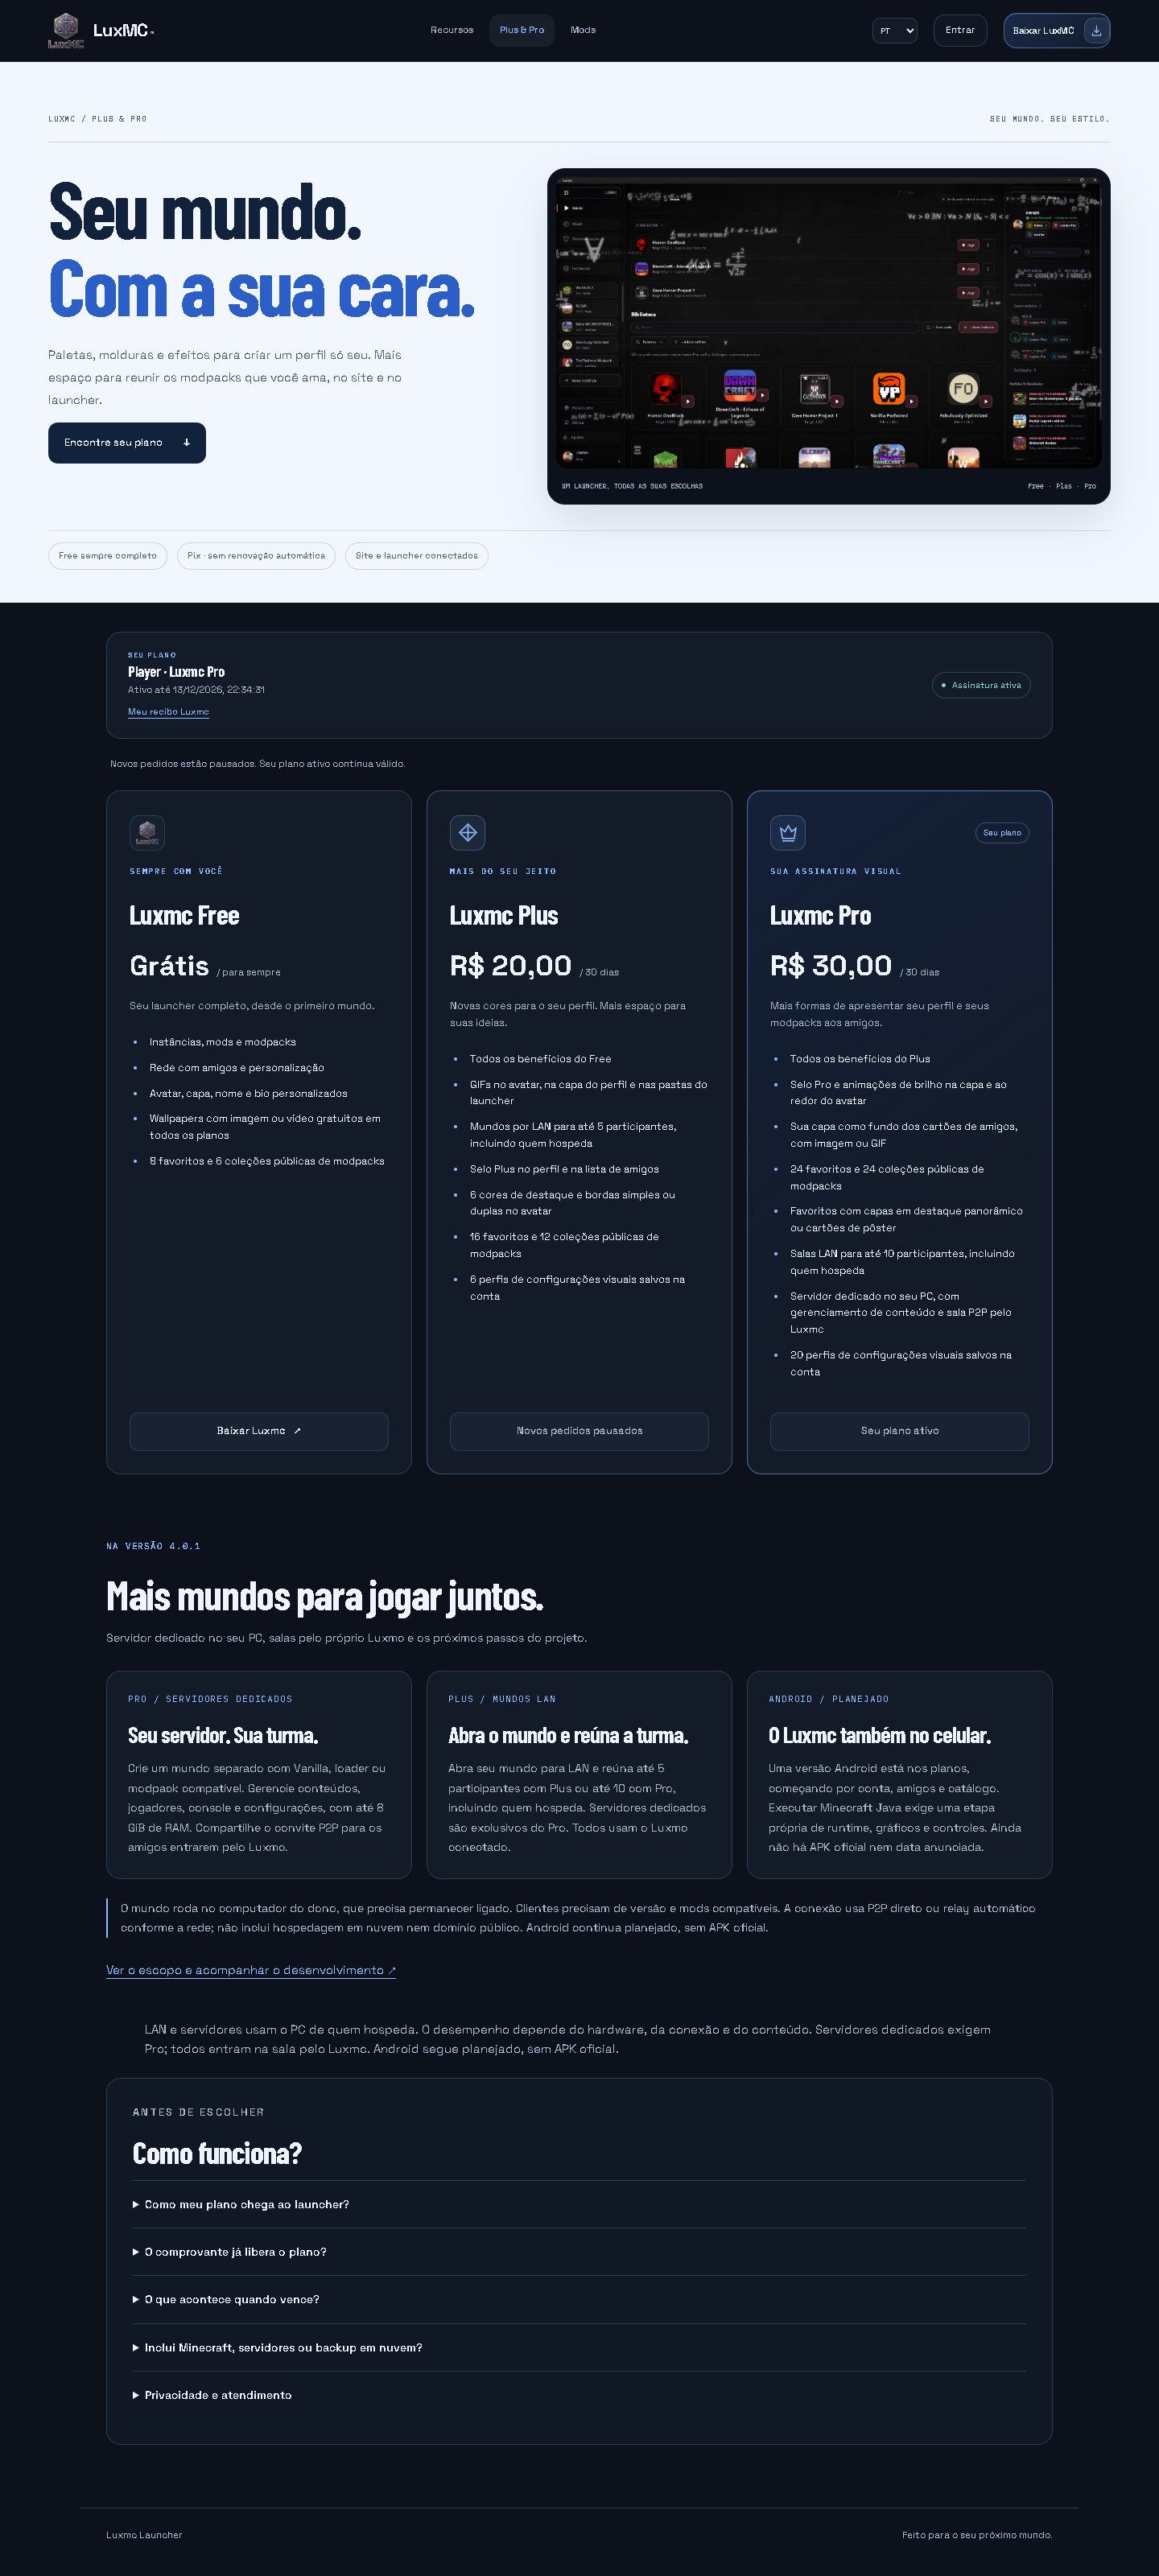 LuxMC
Recursos
Plus & Pro
Mods
PT
Entrar
Baixar LuxMC
LUXMC / PLUS & PRO
SEU MUNDO. SEU ESTILO.
Seu mundo.
Com a sua cara.
Paletas, molduras e efeitos para criar um perfil só seu. Mais
espaço para reunir os modpacks que você ama, no site e no
launcher.
Encontre seu plano ↓
Biblioteca
Horror OneBlock
DawnCraft - Echoes of Legends
Cave Horror Project 1
Vanilla Perfected
Fabulously Optimized
UM LAUNCHER, TODAS AS SUAS ESCOLHAS
Free · Plus · Pro
Free sempre completo
Pix · sem renovação automática
Site e launcher conectados
SEU PLANO
Player · Luxmc Pro
Ativo até 13/12/2026, 22:34:31
Meu recibo Luxmc
Assinatura ativa
Novos pedidos estão pausados. Seu plano ativo continua válido.
SEMPRE COM VOCÊ
Luxmc Free
Grátis / para sempre
Seu launcher completo, desde o primeiro mundo.
• Instâncias, mods e modpacks
• Rede com amigos e personalização
• Avatar, capa, nome e bio personalizados
• Wallpapers com imagem ou vídeo gratuitos em
todos os planos
• 8 favoritos e 6 coleções públicas de modpacks
Baixar Luxmc ↗
MAIS DO SEU JEITO
Luxmc Plus
R$ 20,00 / 30 dias
Novas cores para o seu perfil. Mais espaço para
suas ideias.
• Todos os benefícios do Free
• GIFs no avatar, na capa do perfil e nas pastas do
launcher
• Mundos por LAN para até 5 participantes,
incluindo quem hospeda
• Selo Plus no perfil e na lista de amigos
• 6 cores de destaque e bordas simples ou
duplas no avatar
• 16 favoritos e 12 coleções públicas de
modpacks
• 6 perfis de configurações visuais salvos na
conta
Novos pedidos pausados
Seu plano
SUA ASSINATURA VISUAL
Luxmc Pro
R$ 30,00 / 30 dias
Mais formas de apresentar seu perfil e seus
modpacks aos amigos.
• Todos os benefícios do Plus
• Selo Pro e animações de brilho na capa e ao
redor do avatar
• Sua capa como fundo dos cartões de amigos,
com imagem ou GIF
• 24 favoritos e 24 coleções públicas de
modpacks
• Favoritos com capas em destaque panorâmico
ou cartões de pôster
• Salas LAN para até 10 participantes, incluindo
quem hospeda
• Servidor dedicado no seu PC, com
gerenciamento de conteúdo e sala P2P pelo
Luxmc
• 20 perfis de configurações visuais salvos na
conta
Seu plano ativo
NA VERSÃO 4.0.1
Mais mundos para jogar juntos.
Servidor dedicado no seu PC, salas pelo próprio Luxmc e os próximos passos do projeto.
PRO / SERVIDORES DEDICADOS
Seu servidor. Sua turma.
Crie um mundo separado com Vanilla, loader ou
modpack compatível. Gerencie conteúdos,
jogadores, console e configurações, com até 8
GiB de RAM. Compartilhe o convite P2P para os
amigos entrarem pelo Luxmc.
PLUS / MUNDOS LAN
Abra o mundo e reúna a turma.
Abra seu mundo para LAN e reúna até 5
participantes com Plus ou até 10 com Pro,
incluindo quem hospeda. Servidores dedicados
são exclusivos do Pro. Todos usam o Luxmc
conectado.
ANDROID / PLANEJADO
O Luxmc também no celular.
Uma versão Android está nos planos,
começando por conta, amigos e catálogo.
Executar Minecraft Java exige uma etapa
própria de runtime, gráficos e controles. Ainda
não há APK oficial nem data anunciada.
O mundo roda no computador do dono, que precisa permanecer ligado. Clientes precisam de versão e mods compatíveis. A conexão usa P2P direto ou relay automático
conforme a rede; não inclui hospedagem em nuvem nem domínio público. Android continua planejado, sem APK oficial.
Ver o escopo e acompanhar o desenvolvimento ↗
LAN e servidores usam o PC de quem hospeda. O desempenho depende do hardware, da conexão e do conteúdo. Servidores dedicados exigem
Pro; todos entram na sala pelo Luxmc. Android segue planejado, sem APK oficial.
ANTES DE ESCOLHER
Como funciona?
▶ Como meu plano chega ao launcher?
▶ O comprovante já libera o plano?
▶ O que acontece quando vence?
▶ Inclui Minecraft, servidores ou backup em nuvem?
▶ Privacidade e atendimento
Luxmc Launcher
Feito para o seu próximo mundo.